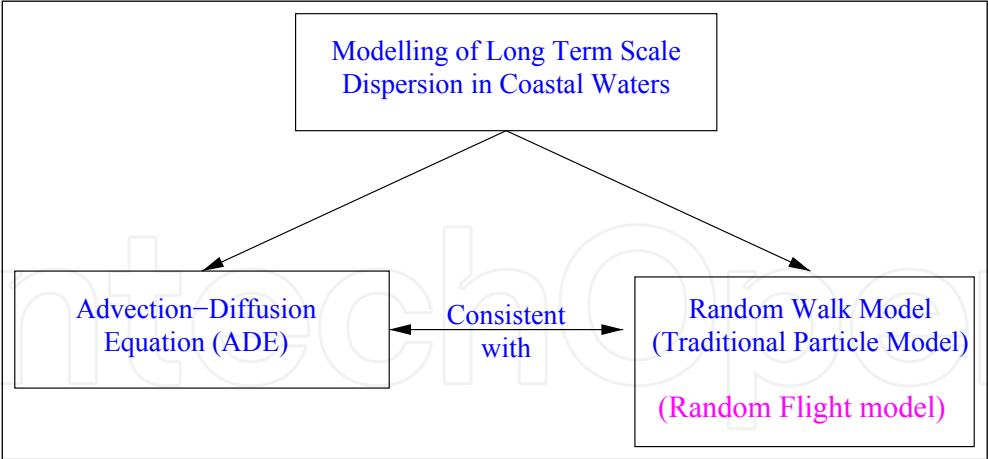 Modelling of Long Term Scale
Dispersion in Coastal Waters
Advection−Diffusion
Equation (ADE)
Consistent
with
Random Walk Model
(Traditional Particle Model)
(Random Flight model)